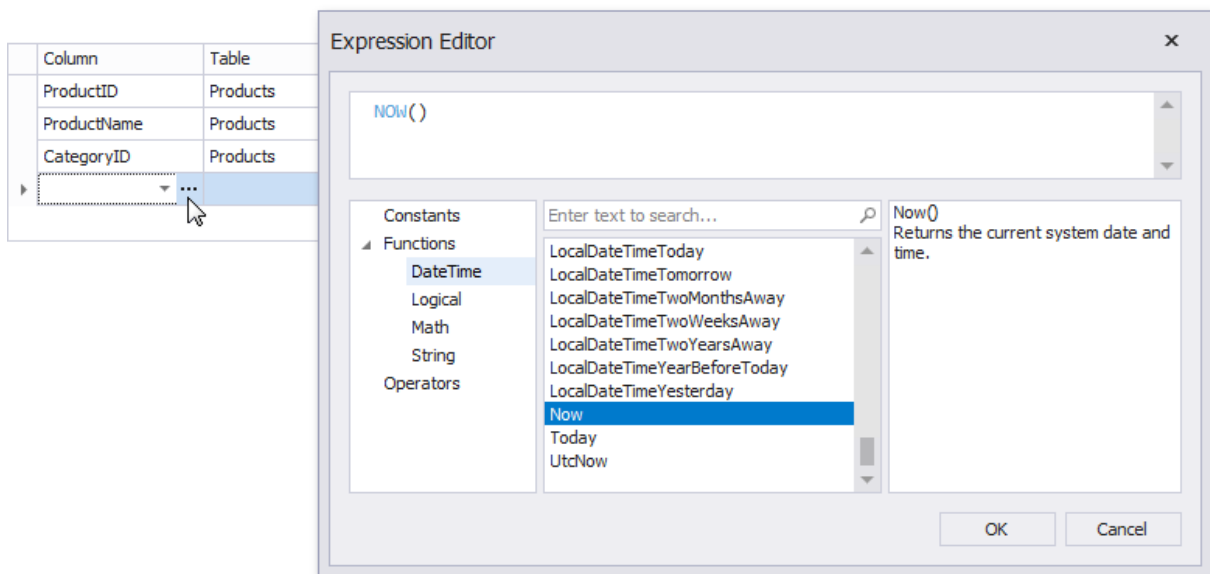 Column Table
ProductID Products
ProductName Products
CategoryID Products
...
Expression Editor
NOW()
Constants
Functions
DateTime
Logical
Math
String
Operators
Enter text to search...
LocalDateTimeToday
LocalDateTimeTomorrow
LocalDateTimeTwoMonthsAway
LocalDateTimeTwoWeeksAway
LocalDateTimeTwoYearsAway
LocalDateTimeYearBeforeToday
LocalDateTimeYesterday
Now
Today
UtcNow
Now()
Returns the current system date and
time.
OK Cancel